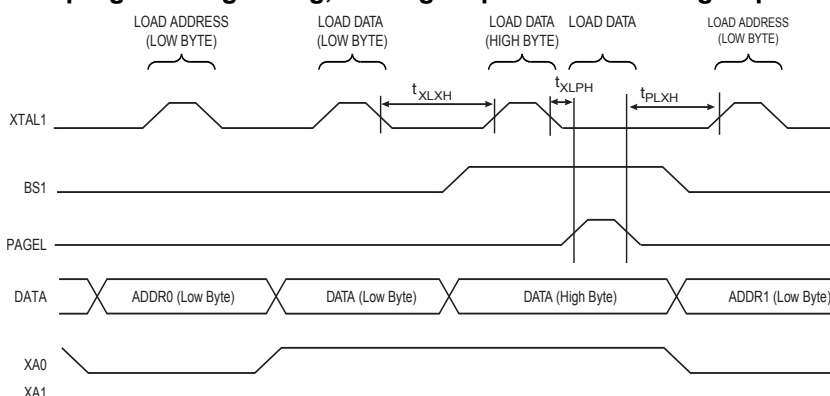 LOAD ADDRESS
(LOW BYTE)
LOAD DATA
(LOW BYTE)
LOAD DATA
(HIGH BYTE)
LOAD DATA
LOAD ADDRESS
(LOW BYTE)
tXLXH
tXLPH
tPLXH
XTAL1
BS1
PAGEL
DATA
ADDR0 (Low Byte)
DATA (Low Byte)
DATA (High Byte)
ADDR1 (Low Byte)
XA0
XA1